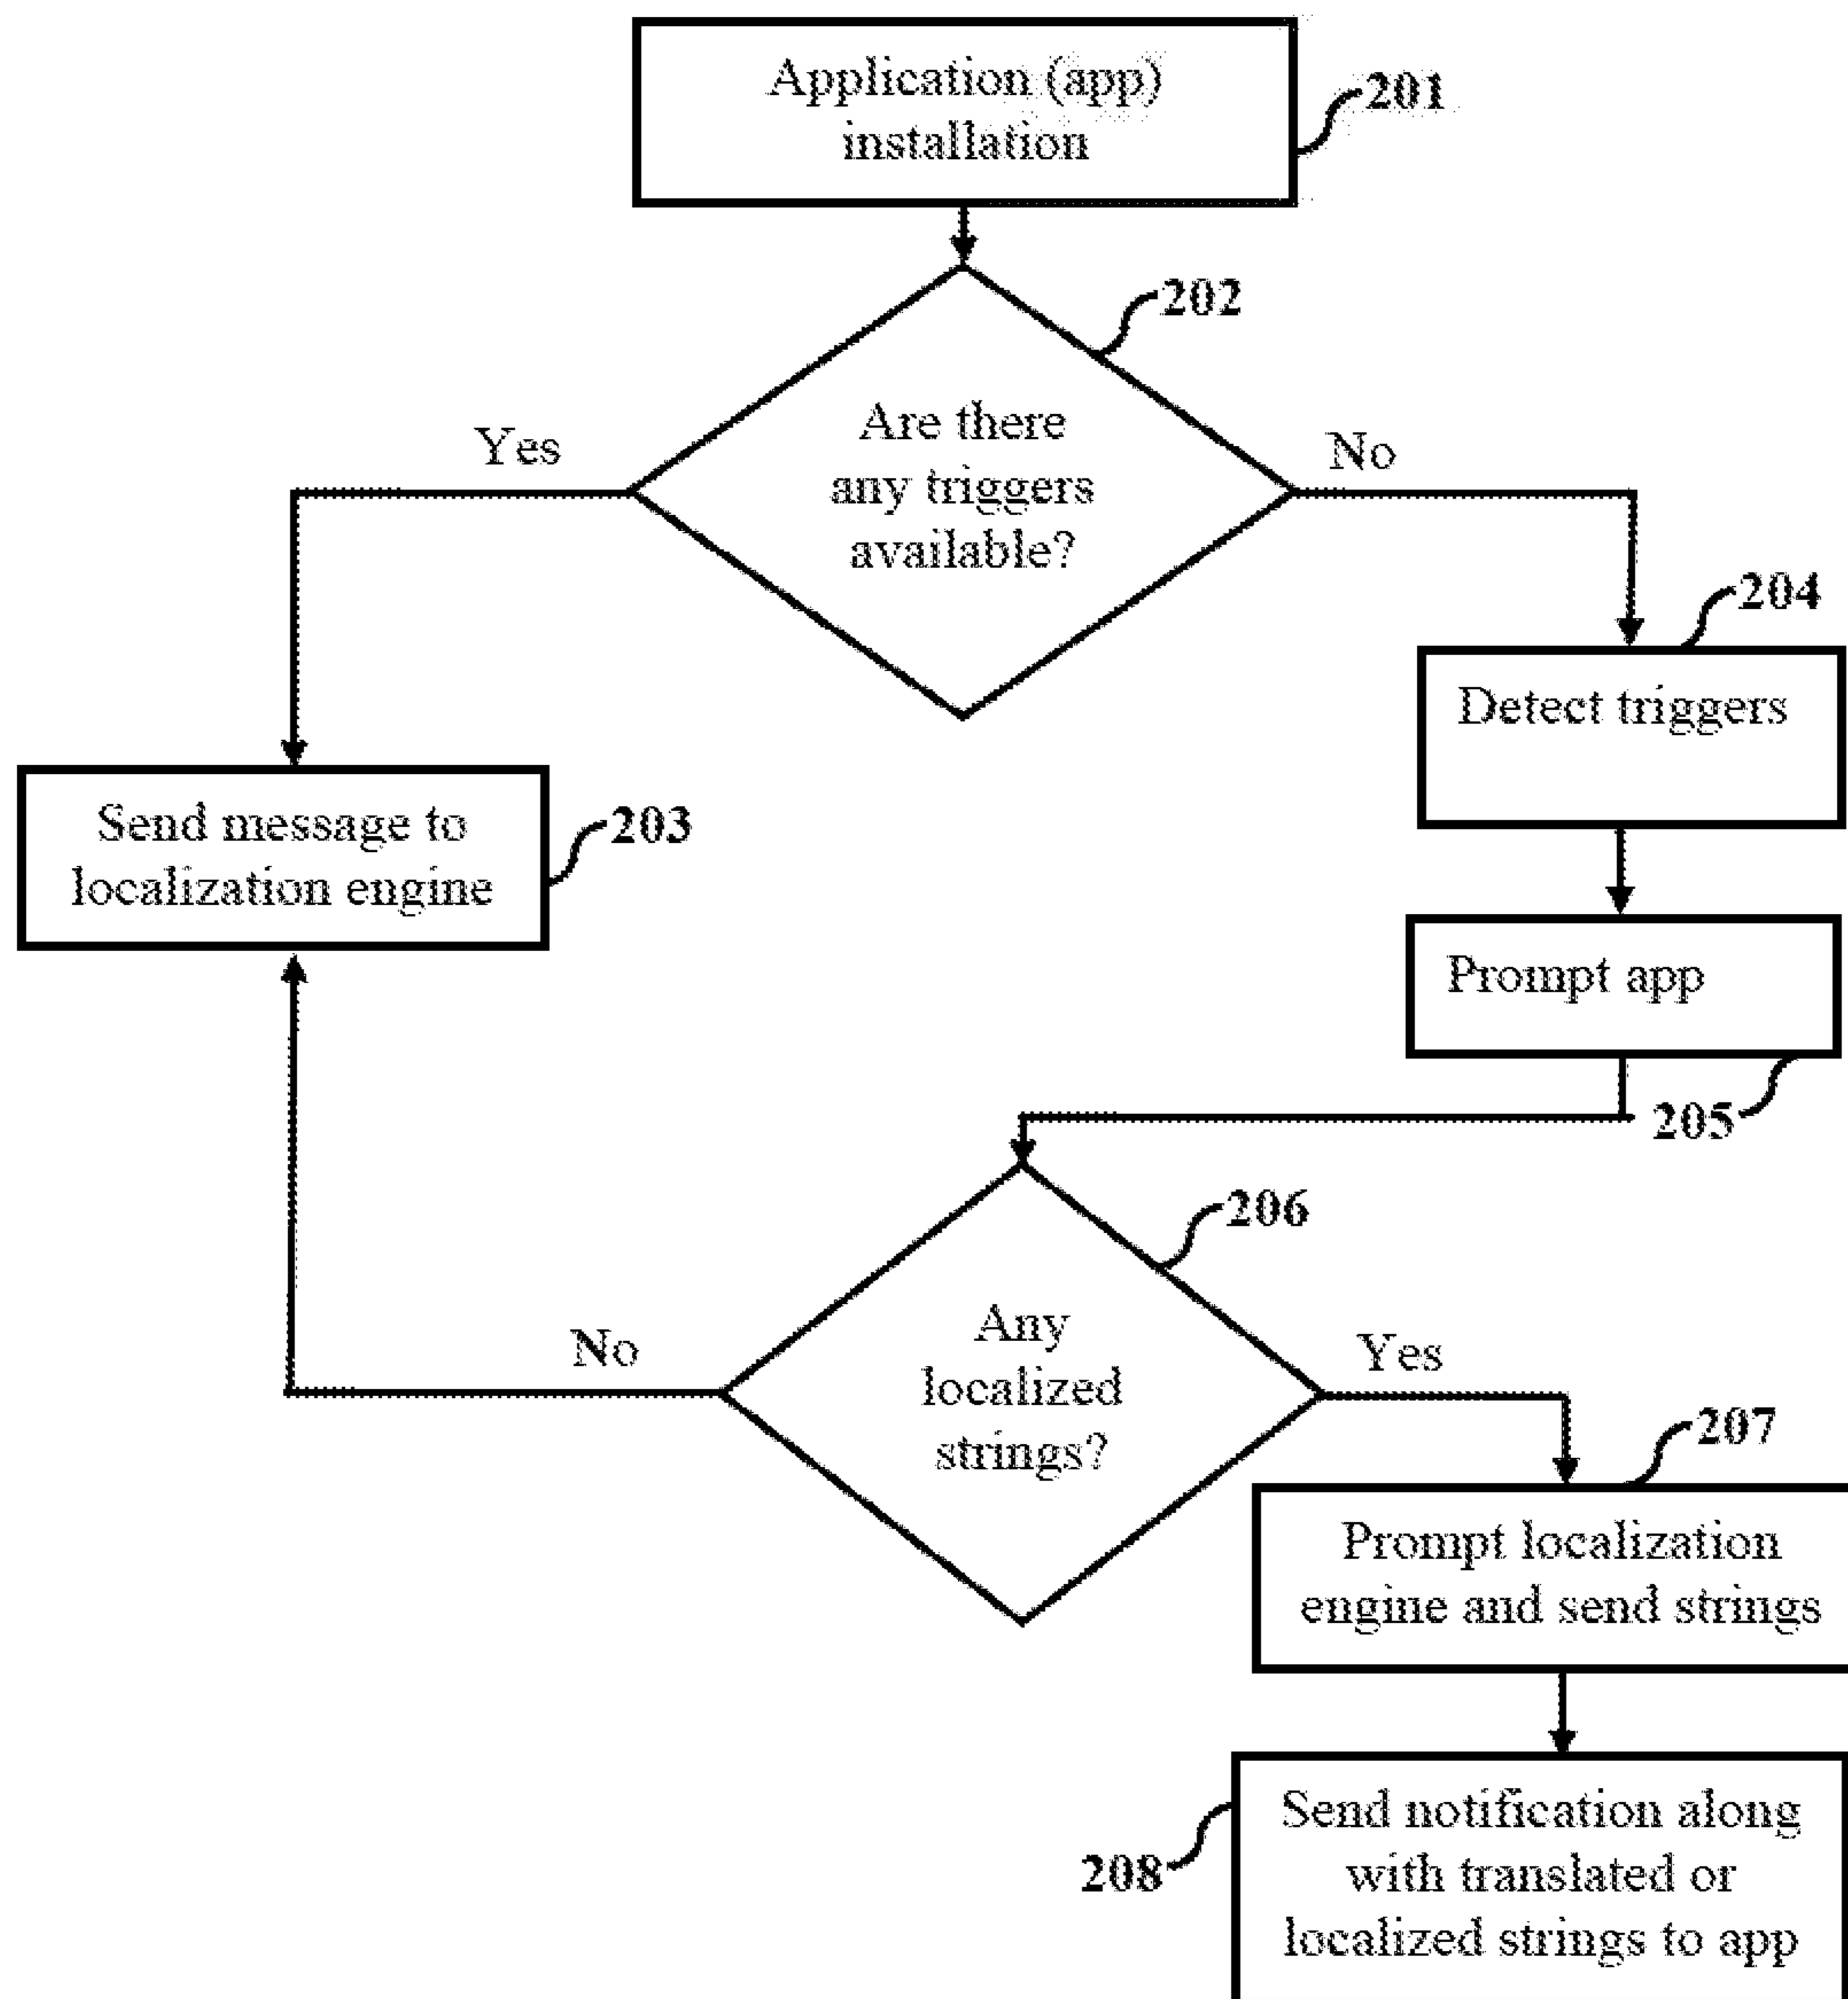 Application (app)
installation
201
202
Are there
any triggers
available?
Yes
No
204
Detect triggers
Send message to
localization engine
203
Prompt app
205
206
Any
localized
strings?
No
Yes
207
Prompt localization
engine and send strings
Send notification along
with translated or
localized strings to app
208